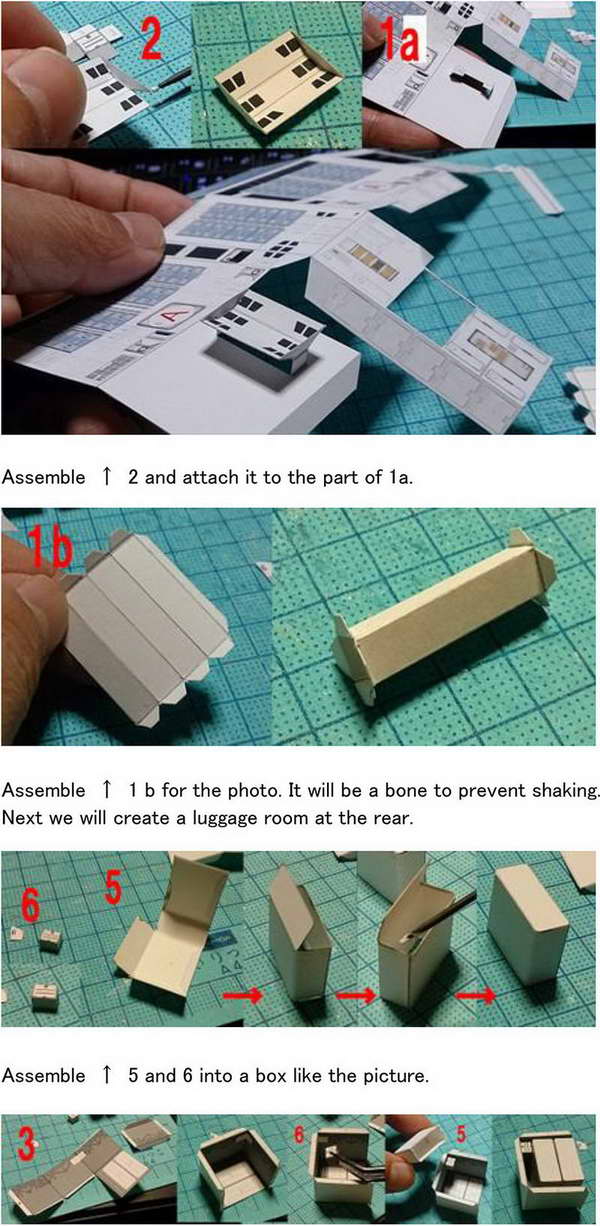 2
1a
A
Assemble ↑ 2 and attach it to the part of 1a.
1b
Assemble ↑ 1 b for the photo. It will be a bone to prevent shaking.
Next we will create a luggage room at the rear.
6
5
Assemble ↑ 5 and 6 into a box like the picture.
3
6
5